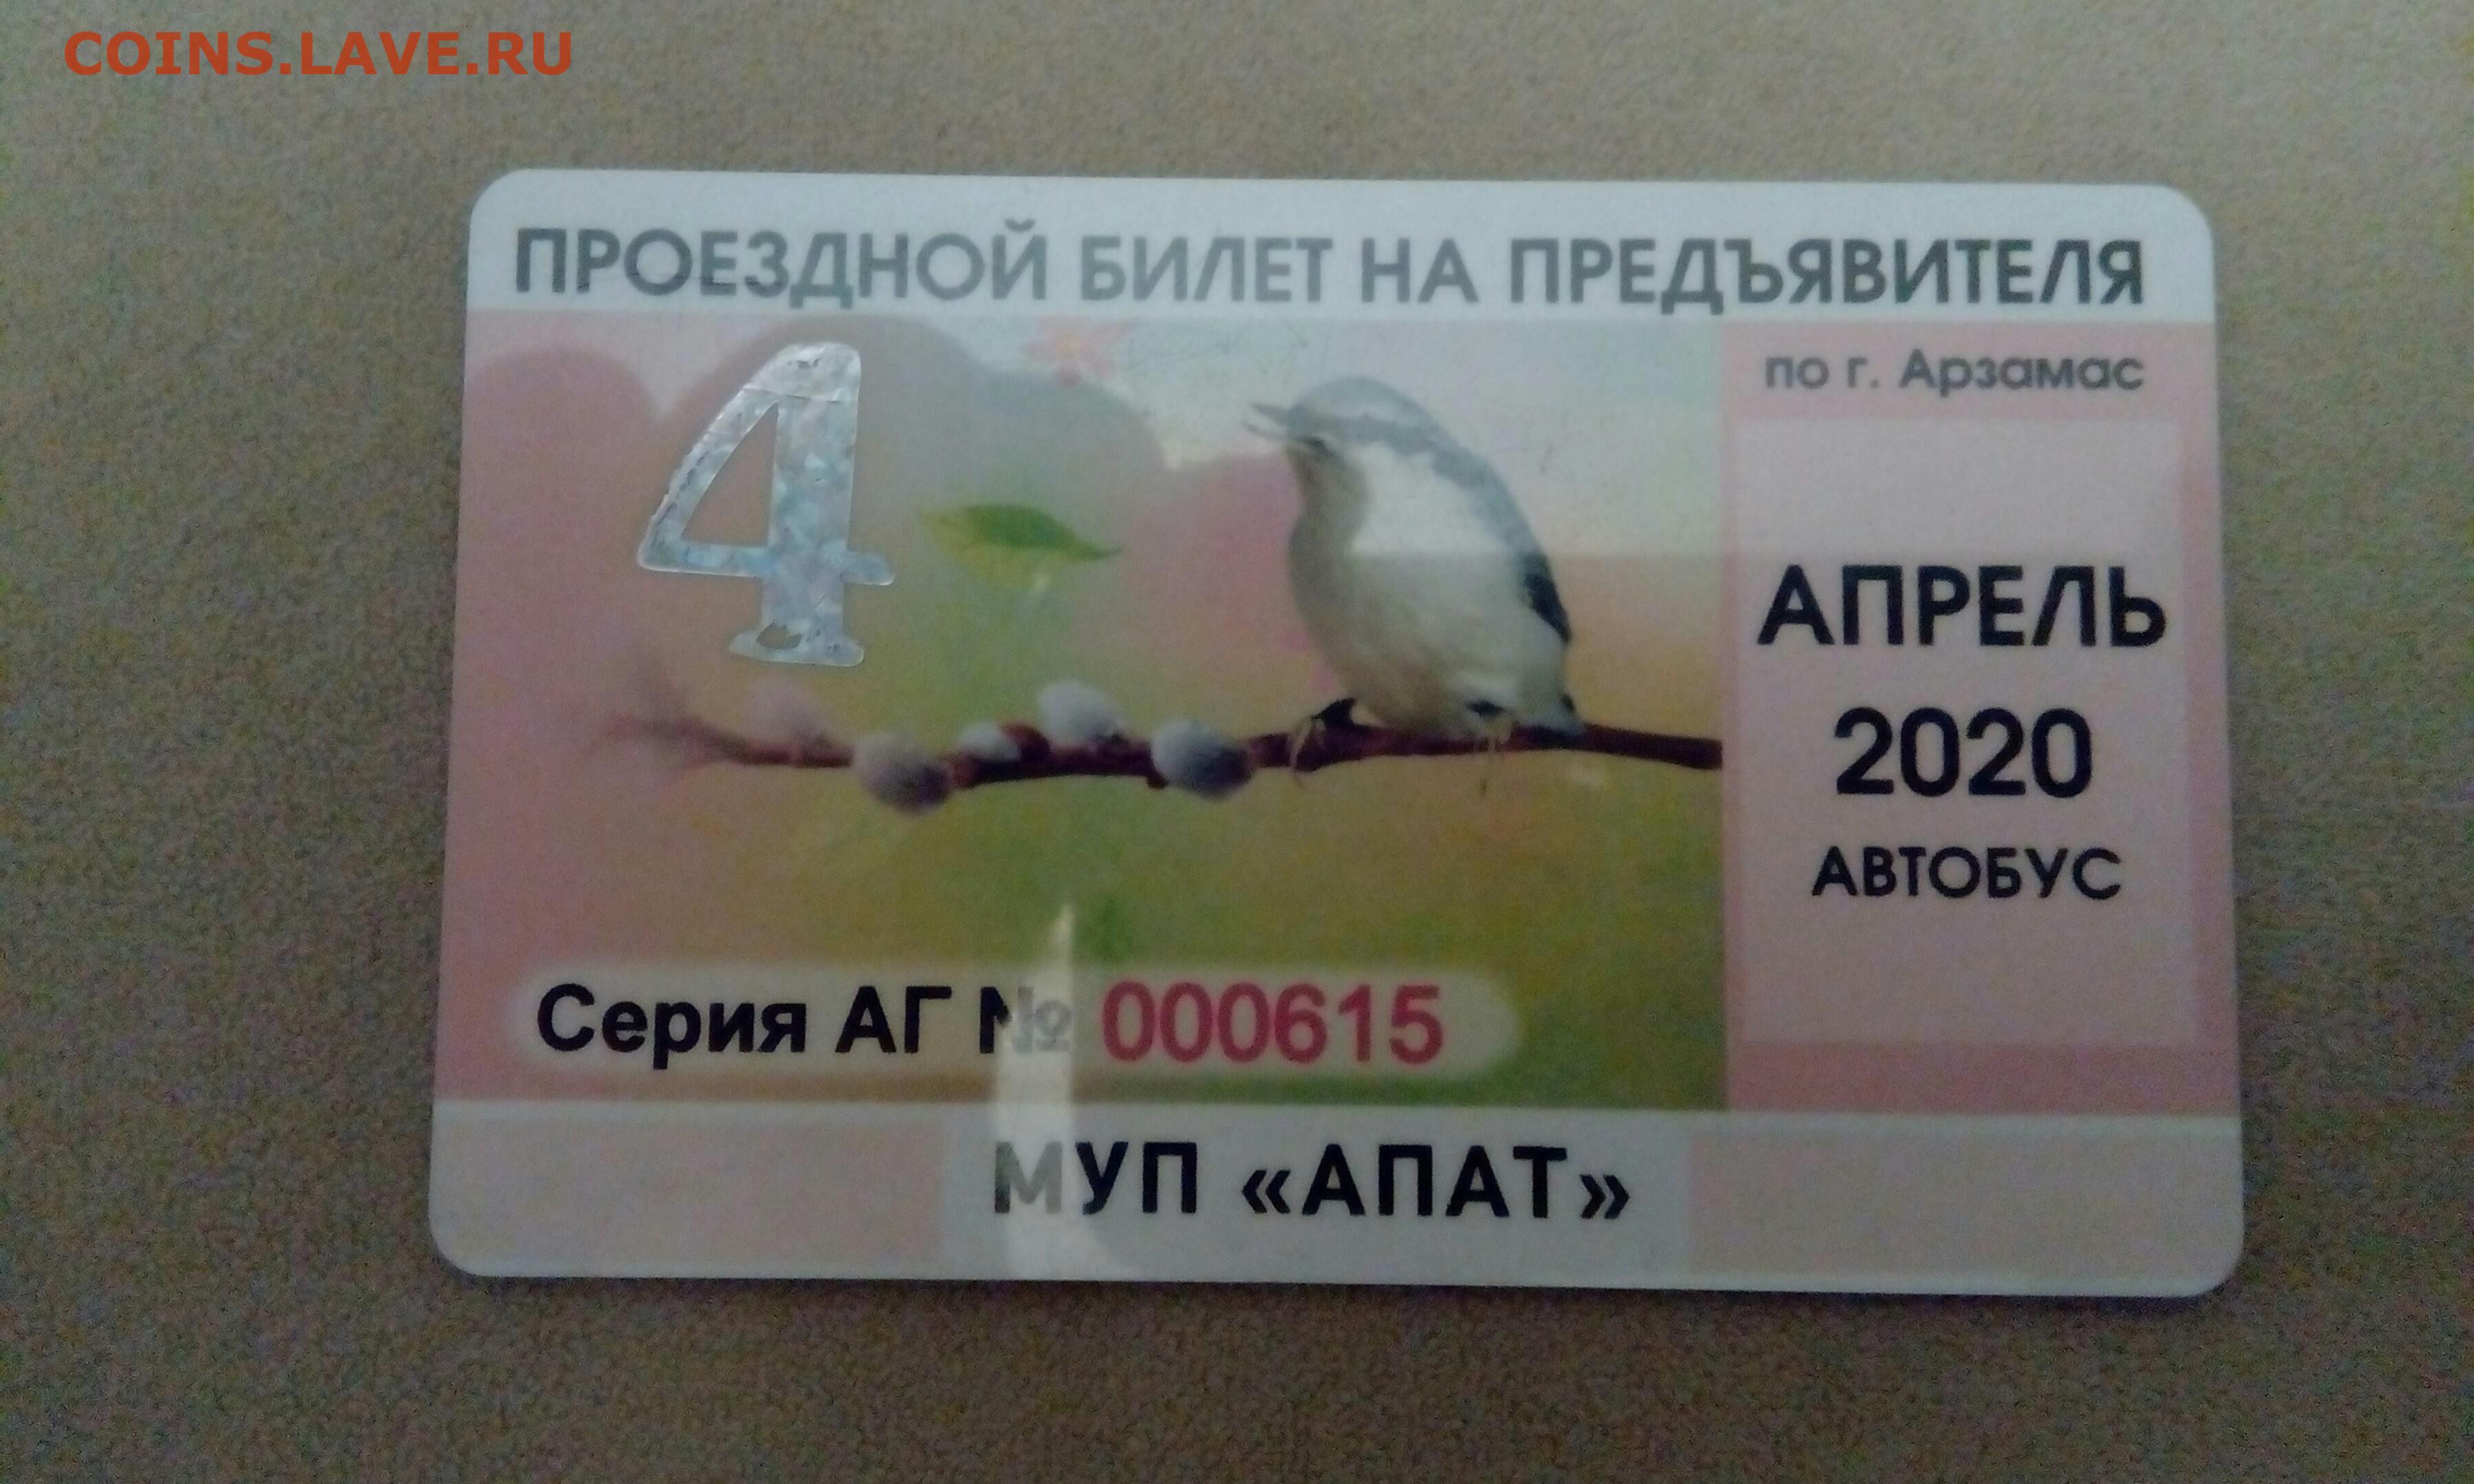 COINS.LAVE.RU
ПРОЕЗДНОЙ БИЛЕТ НА ПРЕДЪЯВИТЕЛЯ
по г. Арзамас
4
АПРЕЛЬ
2020
АВТОБУС
Серия АГ № 000615
МУП «АПАТ»